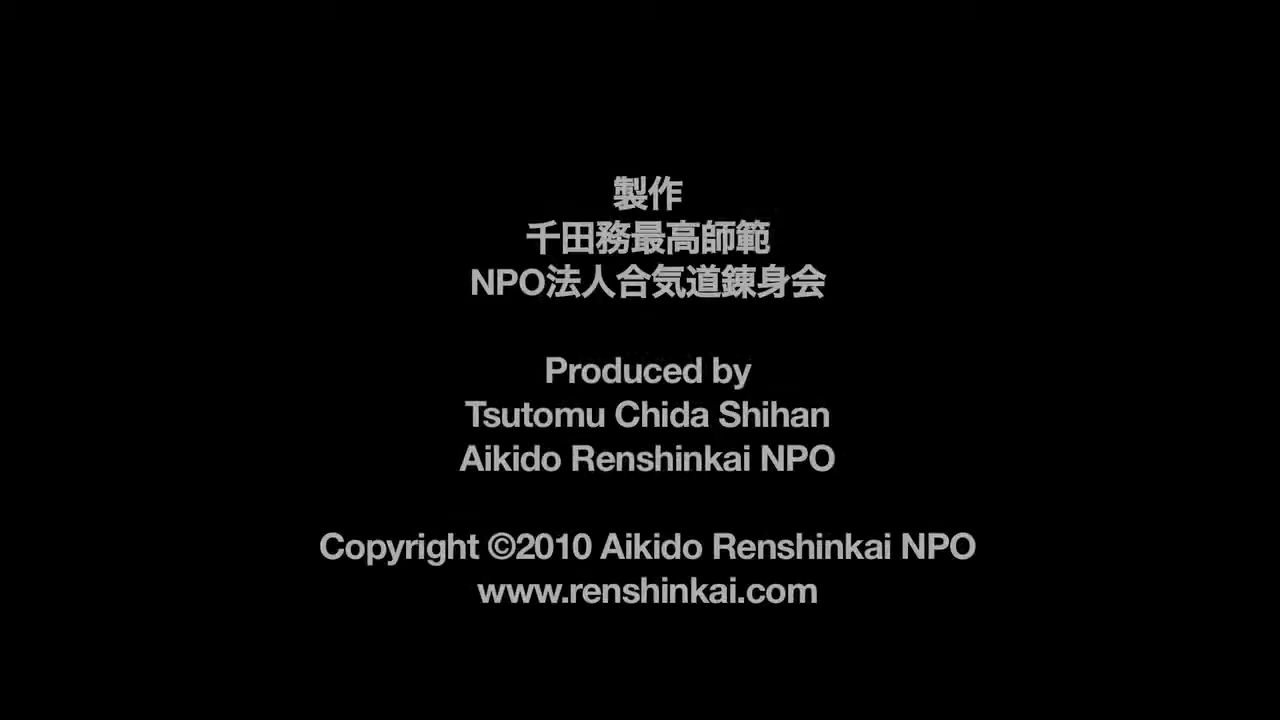 製作
千田務最高師範
NPO法人合気道錬身会
Produced by
Tsutomu Chida Shihan
Aikido Renshinkai NPO
Copyright ©2010 Aikido Renshinkai NPO
www.renshinkai.com